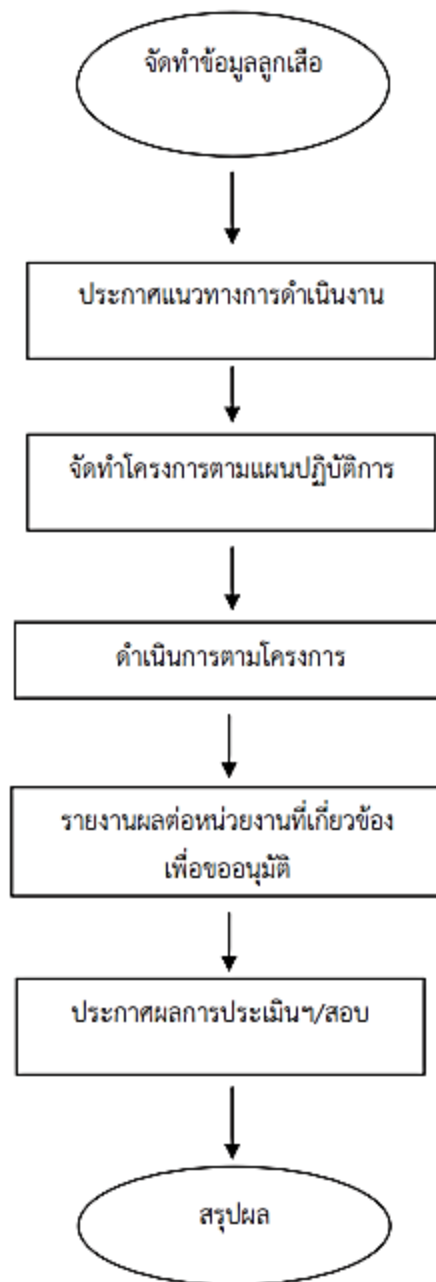 จัดทำข้อมูลลูกเสือ
ประกาศแนวทางการดำเนินงาน
จัดทำโครงการตามแผนปฏิบัติการ
ดำเนินการตามโครงการ
รายงานผลต่อหน่วยงานที่เกี่ยวข้อง
เพื่อขออนุมัติ
ประกาศผลการประเมินฯ/สอบ
สรุปผล